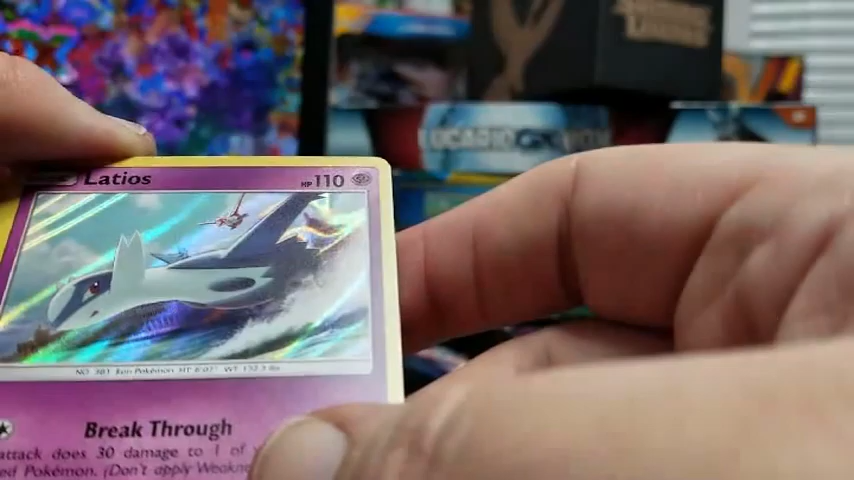 Latios HP 110
NO. 381 Eon Pokémon HT: 6'07" WT: 132.3 lbs
Break Through
attack does 30 damage to 1 of
ed Pokémon. (Don't apply Weakne
LUCARIO GX